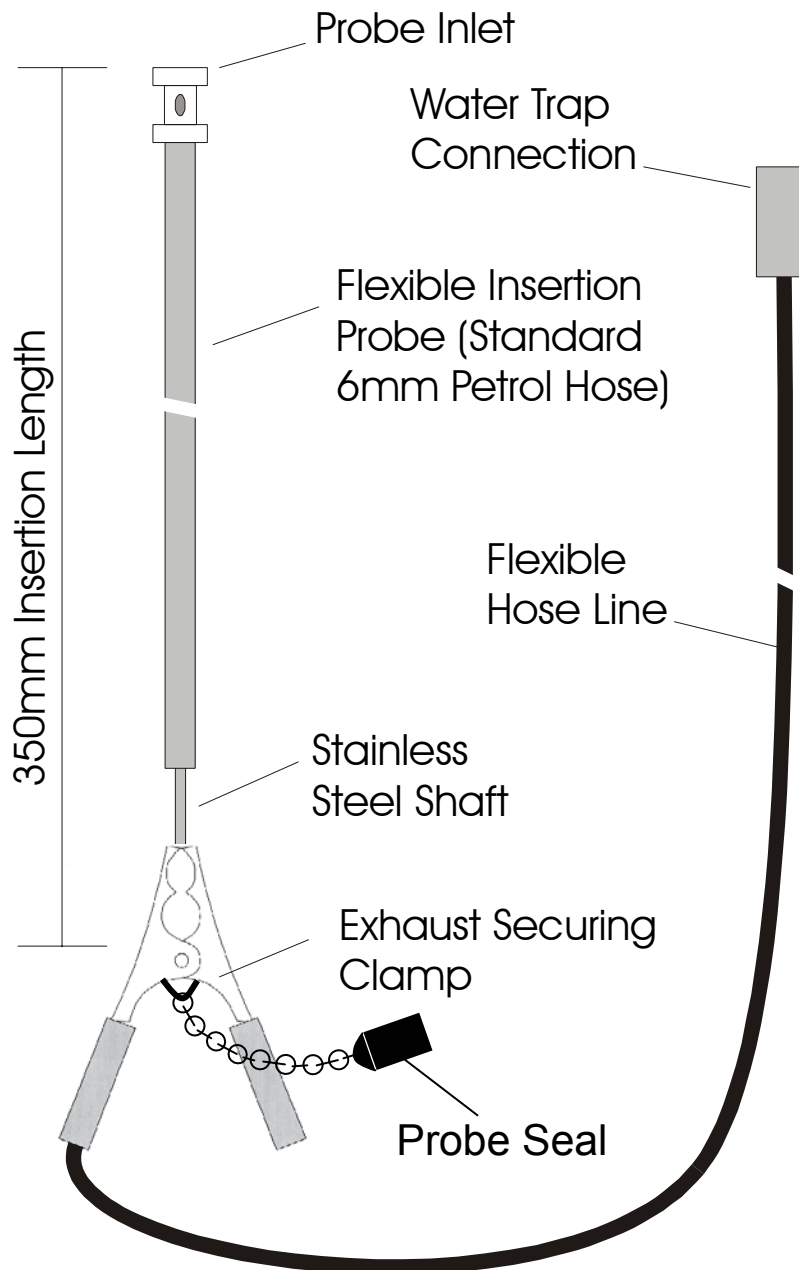 Probe Inlet
Water Trap
Connection
Flexible Insertion
Probe (Standard
6mm Petrol Hose)
350mm Insertion Length
Flexible
Hose Line
Stainless
Steel Shaft
Exhaust Securing
Clamp
Probe Seal